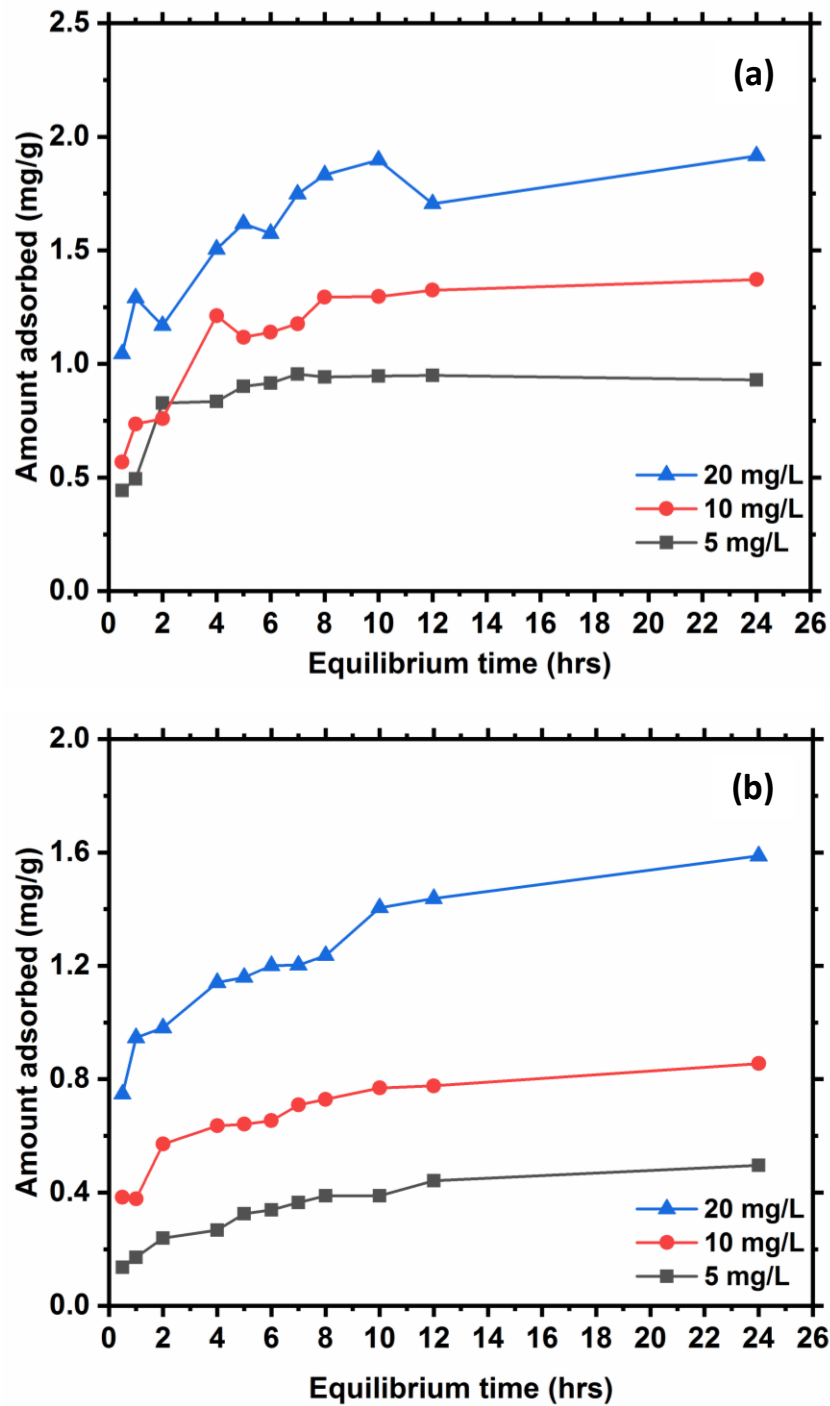 (a)
Amount adsorbed (mg/g)
2.5
2.0
1.5
1.0
0.5
0.0
20 mg/L
10 mg/L
5 mg/L
0 2 4 6 8 10 12 14 16 18 20 22 24 26
Equilibrium time (hrs)
(b)
Amount adsorbed (mg/g)
2.0
1.6
1.2
0.8
0.4
0.0
20 mg/L
10 mg/L
5 mg/L
0 2 4 6 8 10 12 14 16 18 20 22 24 26
Equilibrium time (hrs)